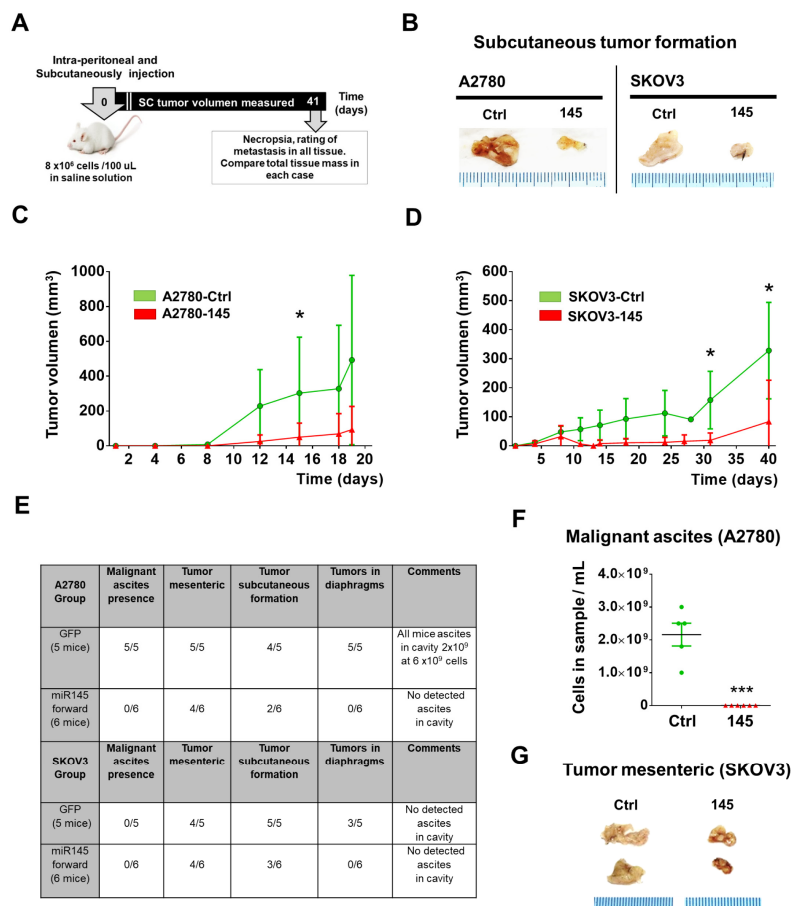 A
Intra-peritoneal and
Subcutaneously injection
0
SC tumor volumen measured 41
Time
(days)
8 x10⁶ cells /100 uL
in saline solution
Necropsia, rating of
metastasis in all tissue.
Compare total tissue mass in
each case
B
Subcutaneous tumor formation
A2780
SKOV3
Ctrl 145
Ctrl 145
C
Tumor volumen (mm³)
1000
800
600
400
200
0
A2780-Ctrl
A2780-145
*
2 4 6 8 10 12 14 16 18 20
Time (days)
D
Tumor volumen (mm³)
600
500
400
300
200
100
0
SKOV3-Ctrl
SKOV3-145
*
*
5 10 15 20 25 30 35 40
Time (days)
E
A2780
Group
Malignant
ascites
presence
Tumor
mesenteric
Tumor
subcutaneous
formation
Tumors in
diaphragms
Comments
GFP
(5 mice)
5/5
5/5
4/5
5/5
All mice ascites
in cavity 2x10⁹
at 6 x10⁹ cells
miR145
forward
(6 mice)
0/6
4/6
2/6
0/6
No detected
ascites
in cavity
SKOV3
Group
Malignant
ascites
presence
Tumor
mesenteric
Tumor
subcutaneous
formation
Tumors in
diaphragms
Comments
GFP
(5 mice)
0/5
4/5
5/5
3/5
No detected
ascites
in cavity
miR145
forward
(6 mice)
0/6
4/6
3/6
0/6
No detected
ascites
in cavity
F
Malignant ascites (A2780)
Cells in sample / mL
4.0×10⁹
3.0×10⁹
2.0×10⁹
1.0×10⁹
0
***
Ctrl 145
G
Tumor mesenteric (SKOV3)
Ctrl 145